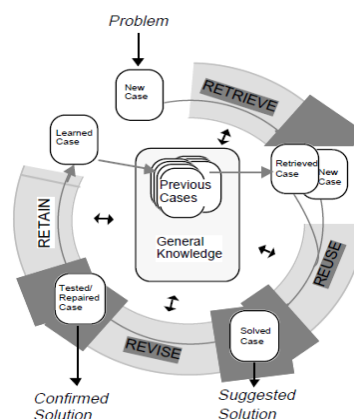 Problem
New
Case
RETRIEVE
Learned
Case
Retrieved
Case
New
Case
Previous
Cases
General
Knowledge
RETAIN
REUSE
Tested/
Repaired
Case
REVISE
Solved
Case
Confirmed
Solution
Suggested
Solution